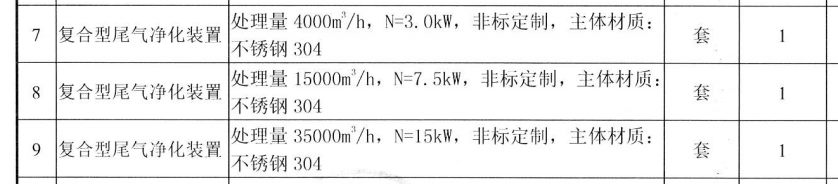 7 复合型尾气净化装置 处理量 4000m³/h，N=3.0kW，非标定制，主体材质：不锈钢 304 套 1
8 复合型尾气净化装置 处理量 15000m³/h，N=7.5kW，非标定制，主体材质：不锈钢 304 套 1
9 复合型尾气净化装置 处理量 35000m³/h，N=15kW，非标定制，主体材质：不锈钢 304 套 1